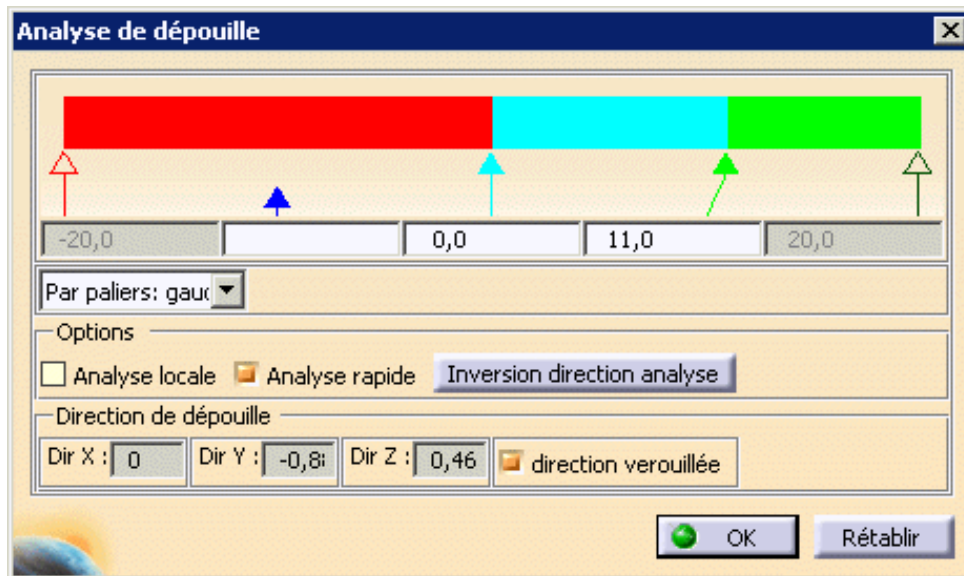 Analyse de dépouille
-20,0 0,0 11,0 20,0
Par paliers: gau
Options
Analyse locale Analyse rapide Inversion direction analyse
Direction de dépouille
Dir X : 0 Dir Y : -0,8 Dir Z : 0,46 direction verouillée
OK Rétablir